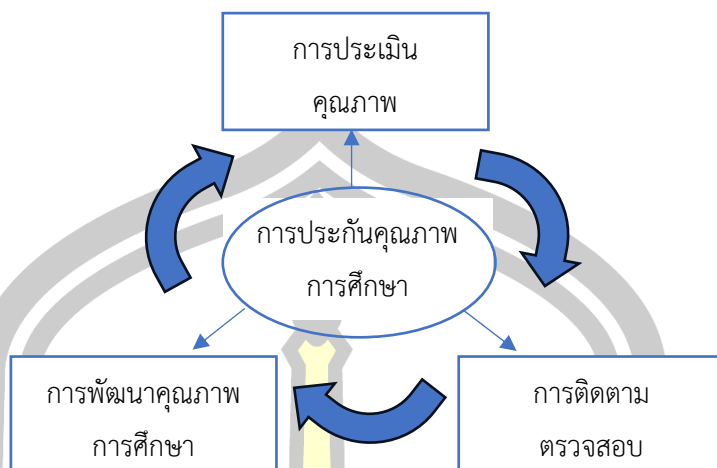 การประเมิน
คุณภาพ
การประกันคุณภาพ
การศึกษา
การพัฒนาคุณภาพ
การศึกษา
การติดตาม
ตรวจสอบ